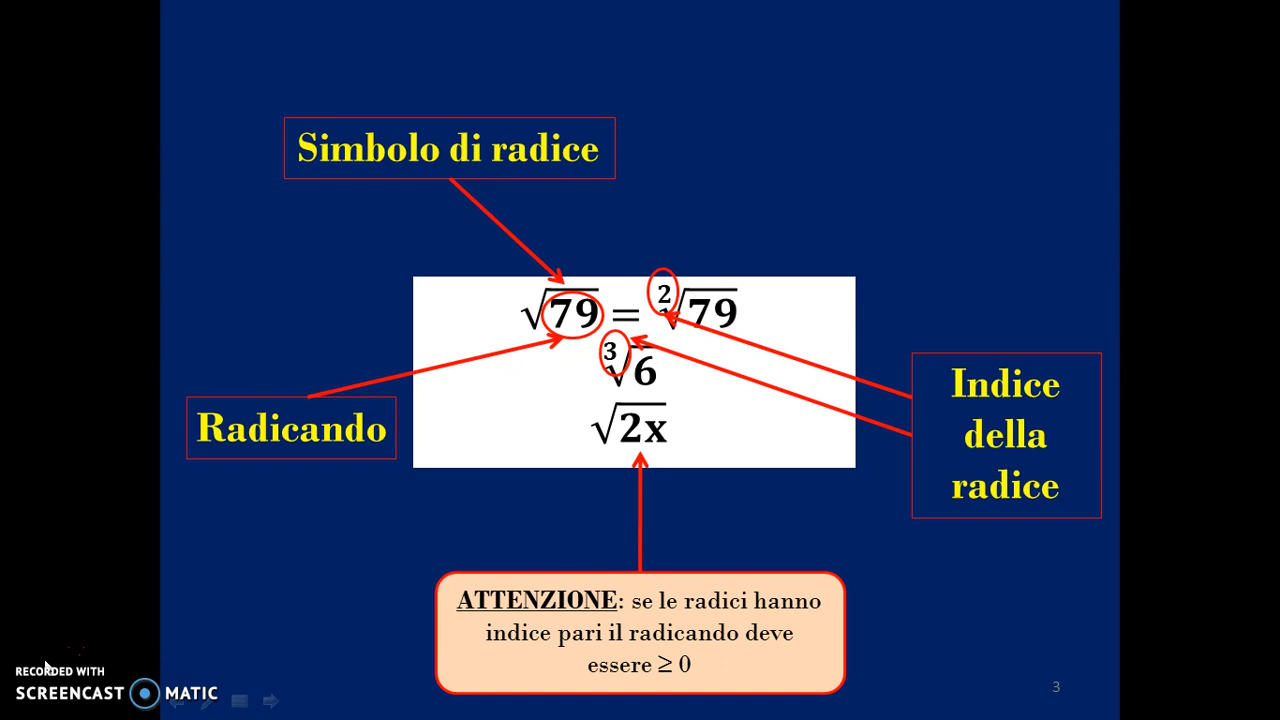 Simbolo di radice
√79 = ²√79
³√6
√2x
Radicando
Indice
della
radice
ATTENZIONE: se le radici hanno
indice pari il radicando deve
essere ≥ 0
RECORDED WITH
SCREENCAST MATIC
3